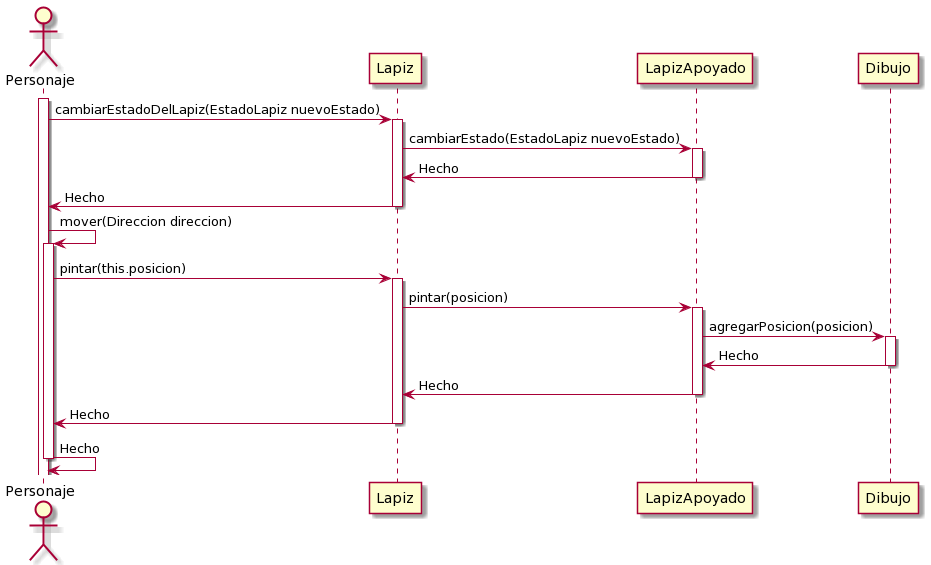 Personaje
Lapiz
LapizApoyado
Dibujo
cambiarEstadoDelLapiz(EstadoLapiz nuevoEstado)
cambiarEstado(EstadoLapiz nuevoEstado)
Hecho
Hecho
mover(Direccion direccion)
pintar(this.posicion)
pintar(posicion)
agregarPosicion(posicion)
Hecho
Hecho
Hecho
Hecho
Personaje
Lapiz
LapizApoyado
Dibujo